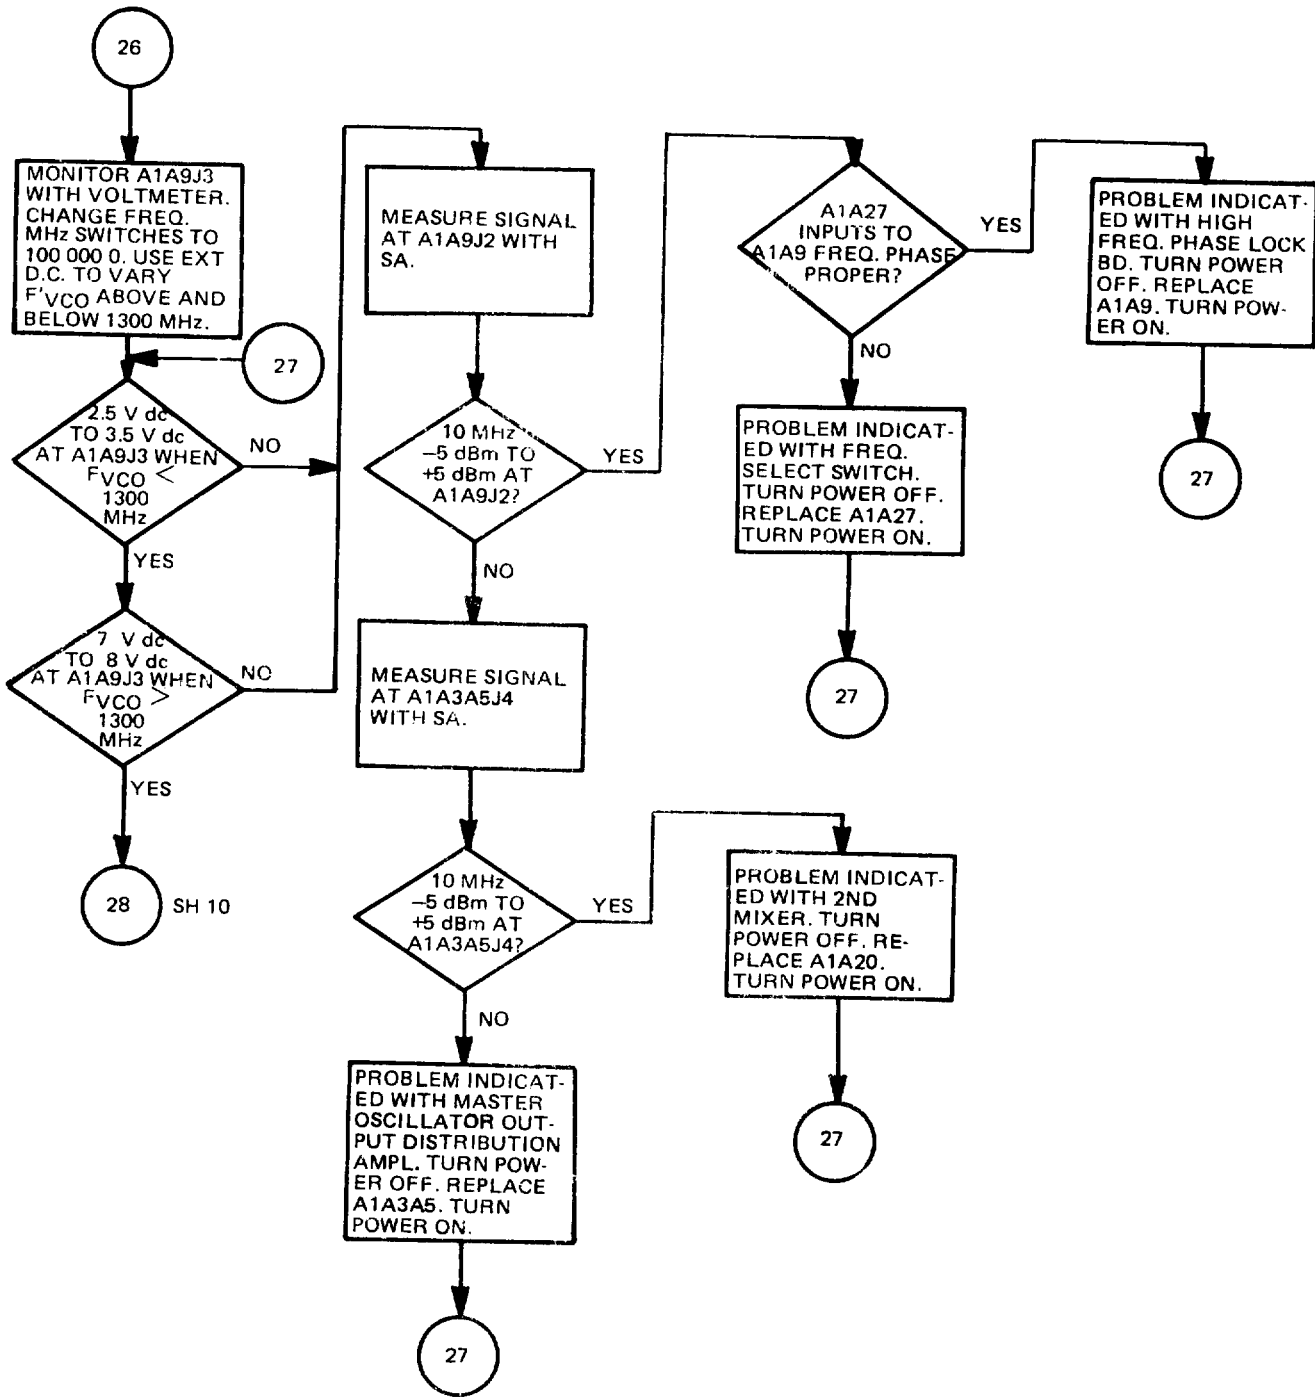 26
MONITOR A1A9J3
WITH VOLTMETER.
CHANGE FREQ.
MHz SWITCHES TO
100 000 0. USE EXT
D.C. TO VARY
F'VCO ABOVE AND
BELOW 1300 MHz.
27
2.5 V dc
TO 3.5 V dc
AT A1A9J3 WHEN
FVCO <
1300
MHz
NO
YES
7 V dc
TO 8 V dc
AT A1A9J3 WHEN
FVCO >
1300
MHz
NO
YES
28
SH 10
MEASURE SIGNAL
AT A1A9J2 WITH
SA.
10 MHz
–5 dBm TO
+5 dBm AT
A1A9J2?
YES
NO
MEASURE SIGNAL
AT A1A3A5J4
WITH SA.
10 MHz
–5 dBm TO
+5 dBm AT
A1A3A5J4?
YES
NO
PROBLEM INDICAT-
ED WITH MASTER
OSCILLATOR OUT-
PUT DISTRIBUTION
AMPL. TURN POW-
ER OFF. REPLACE
A1A3A5. TURN
POWER ON.
27
A1A27
INPUTS TO
A1A9 FREQ. PHASE
PROPER?
YES
NO
PROBLEM INDICAT-
ED WITH FREQ.
SELECT SWITCH.
TURN POWER OFF.
REPLACE A1A27.
TURN POWER ON.
27
PROBLEM INDICAT-
ED WITH 2ND
MIXER. TURN
POWER OFF. RE-
PLACE A1A20.
TURN POWER ON.
27
PROBLEM INDICAT-
ED WITH HIGH
FREQ. PHASE LOCK
BD. TURN POWER
OFF. REPLACE
A1A9. TURN POW-
ER ON.
27